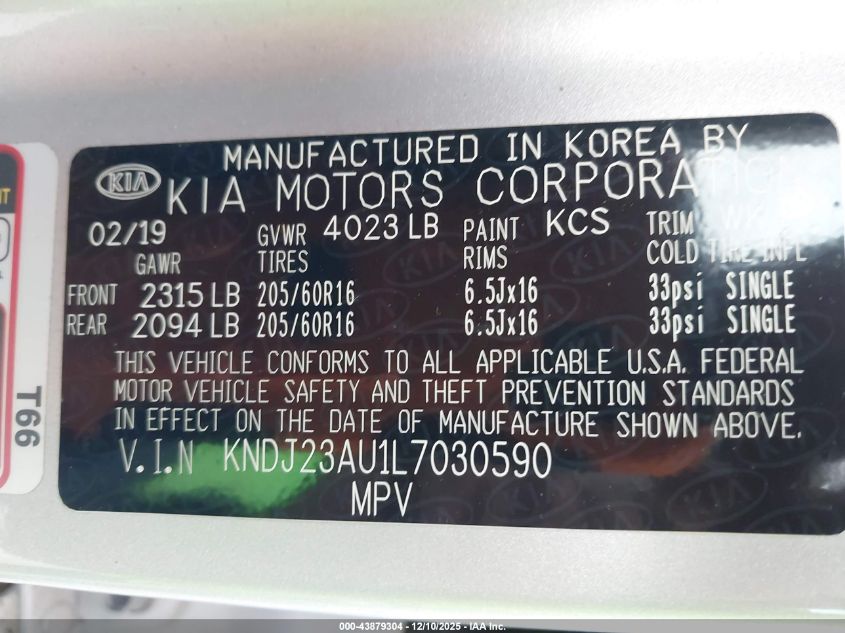 MANUFACTURED IN KOREA BY
KIA KIA MOTORS CORPORATION
02/19 GVWR 4023 LB PAINT KCS TRIM
GAWR TIRES RIMS COLD TIRE INFL
FRONT 2315 LB 205/60R16 6.5Jx16 33psi SINGLE
REAR 2094 LB 205/60R16 6.5Jx16 33psi SINGLE
THIS VEHICLE CONFORMS TO ALL APPLICABLE U.S.A. FEDERAL
MOTOR VEHICLE SAFETY AND THEFT PREVENTION STANDARDS
IN EFFECT ON THE DATE OF MANUFACTURE SHOWN ABOVE.
V.I.N KNDJ23AU1L7030590
MPV
T66
000-43879304 - 12/10/2025 - IAA Inc.